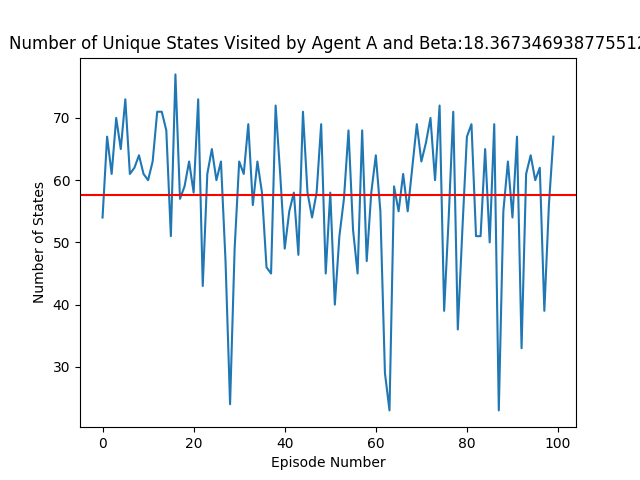 Number of Unique States Visited by Agent A and Beta:18.367346938775512
70
60
50
40
30
Number of States
0 20 40 60 80 100
Episode Number